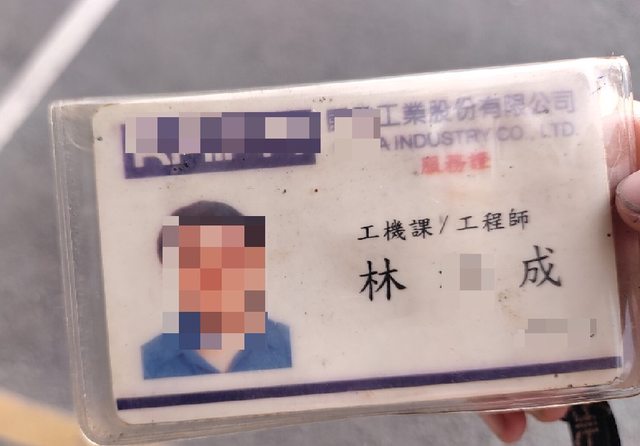 工業股份有限公司
A INDUSTRY CO., LTD.
服務證
工機課/工程師
林 成